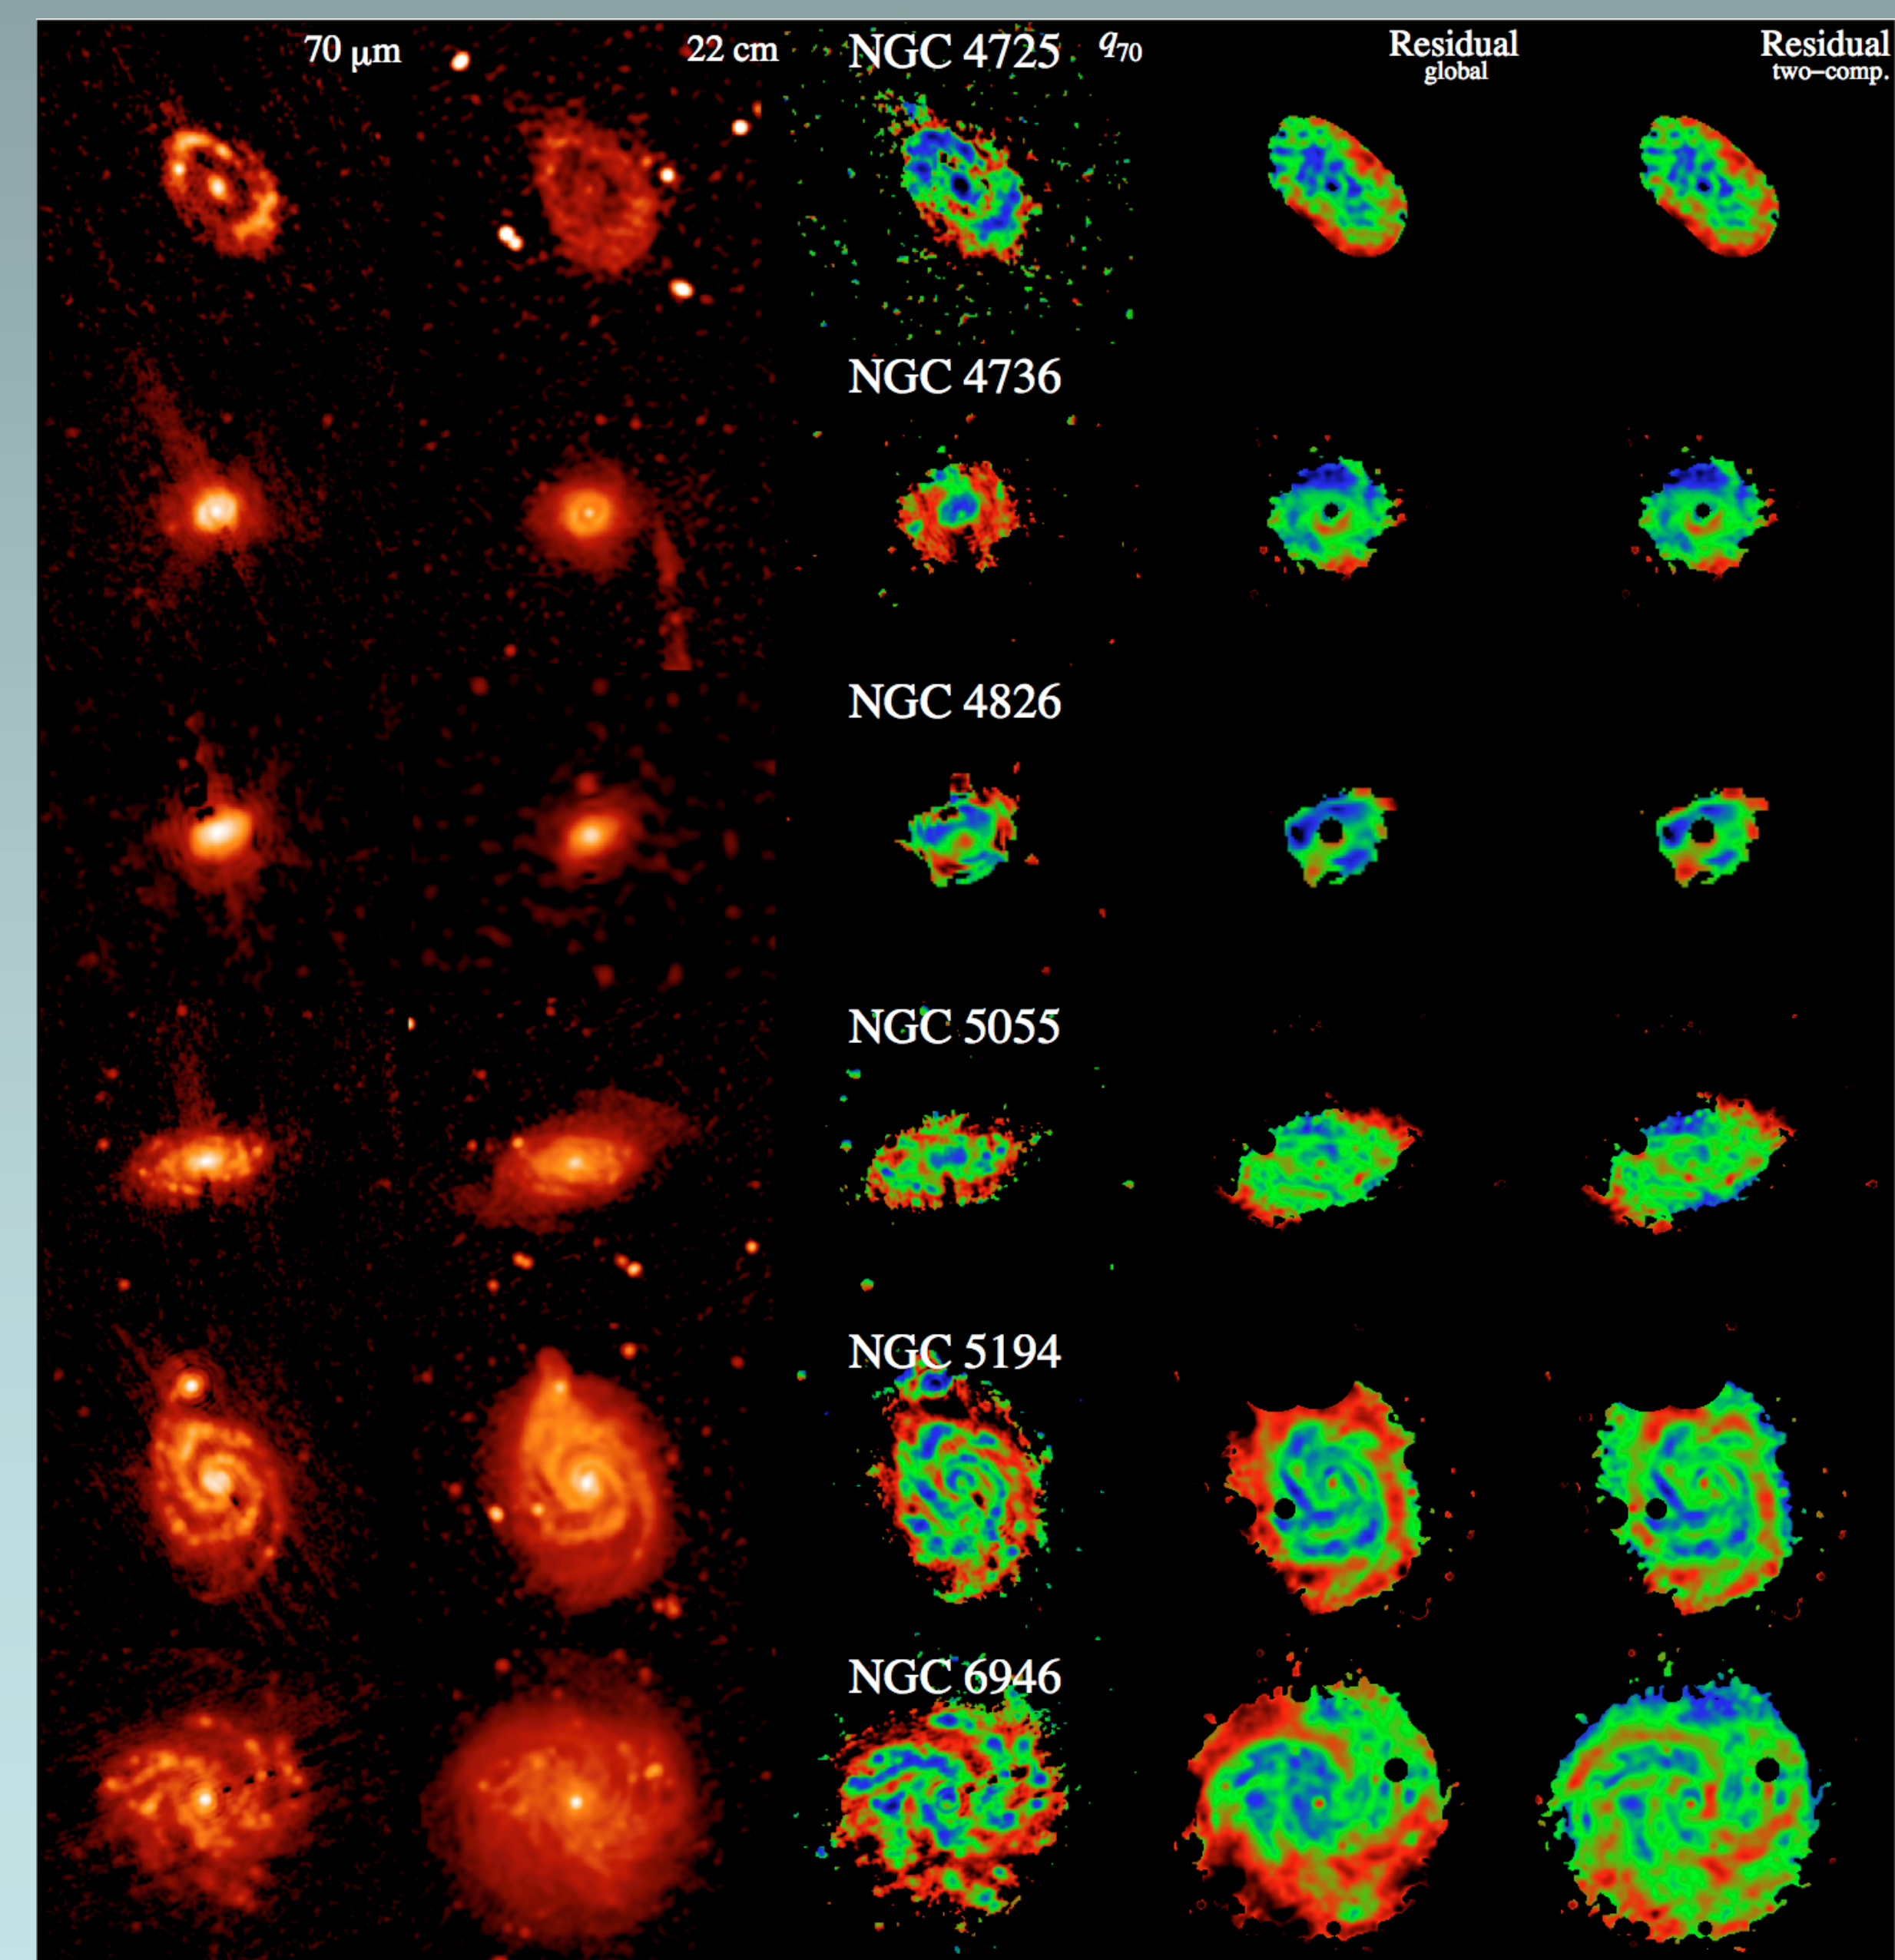 70 μm 22 cm NGC 4725 q70 Residual global Residual two-comp.
NGC 4736
NGC 4826
NGC 5055
NGC 5194
NGC 6946